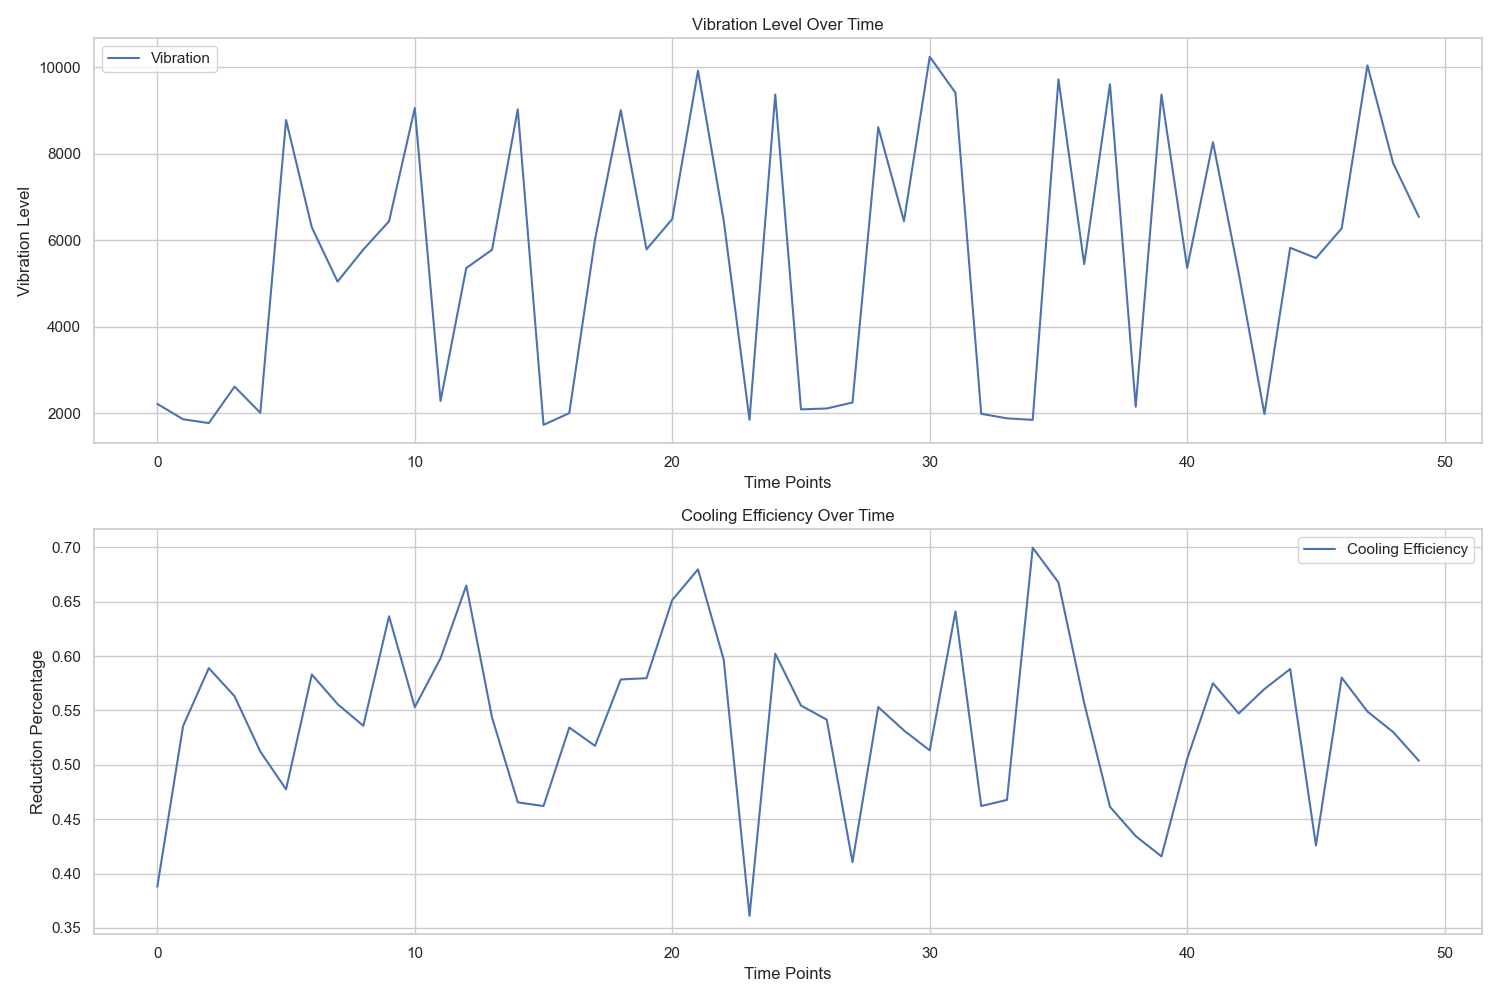 Vibration Level Over Time
Vibration
10000
8000
6000
4000
2000
Vibration Level
0 10 20 30 40 50
Time Points
Cooling Efficiency Over Time
Cooling Efficiency
0.70
0.65
0.60
0.55
0.50
0.45
0.40
0.35
Reduction Percentage
0 10 20 30 40 50
Time Points